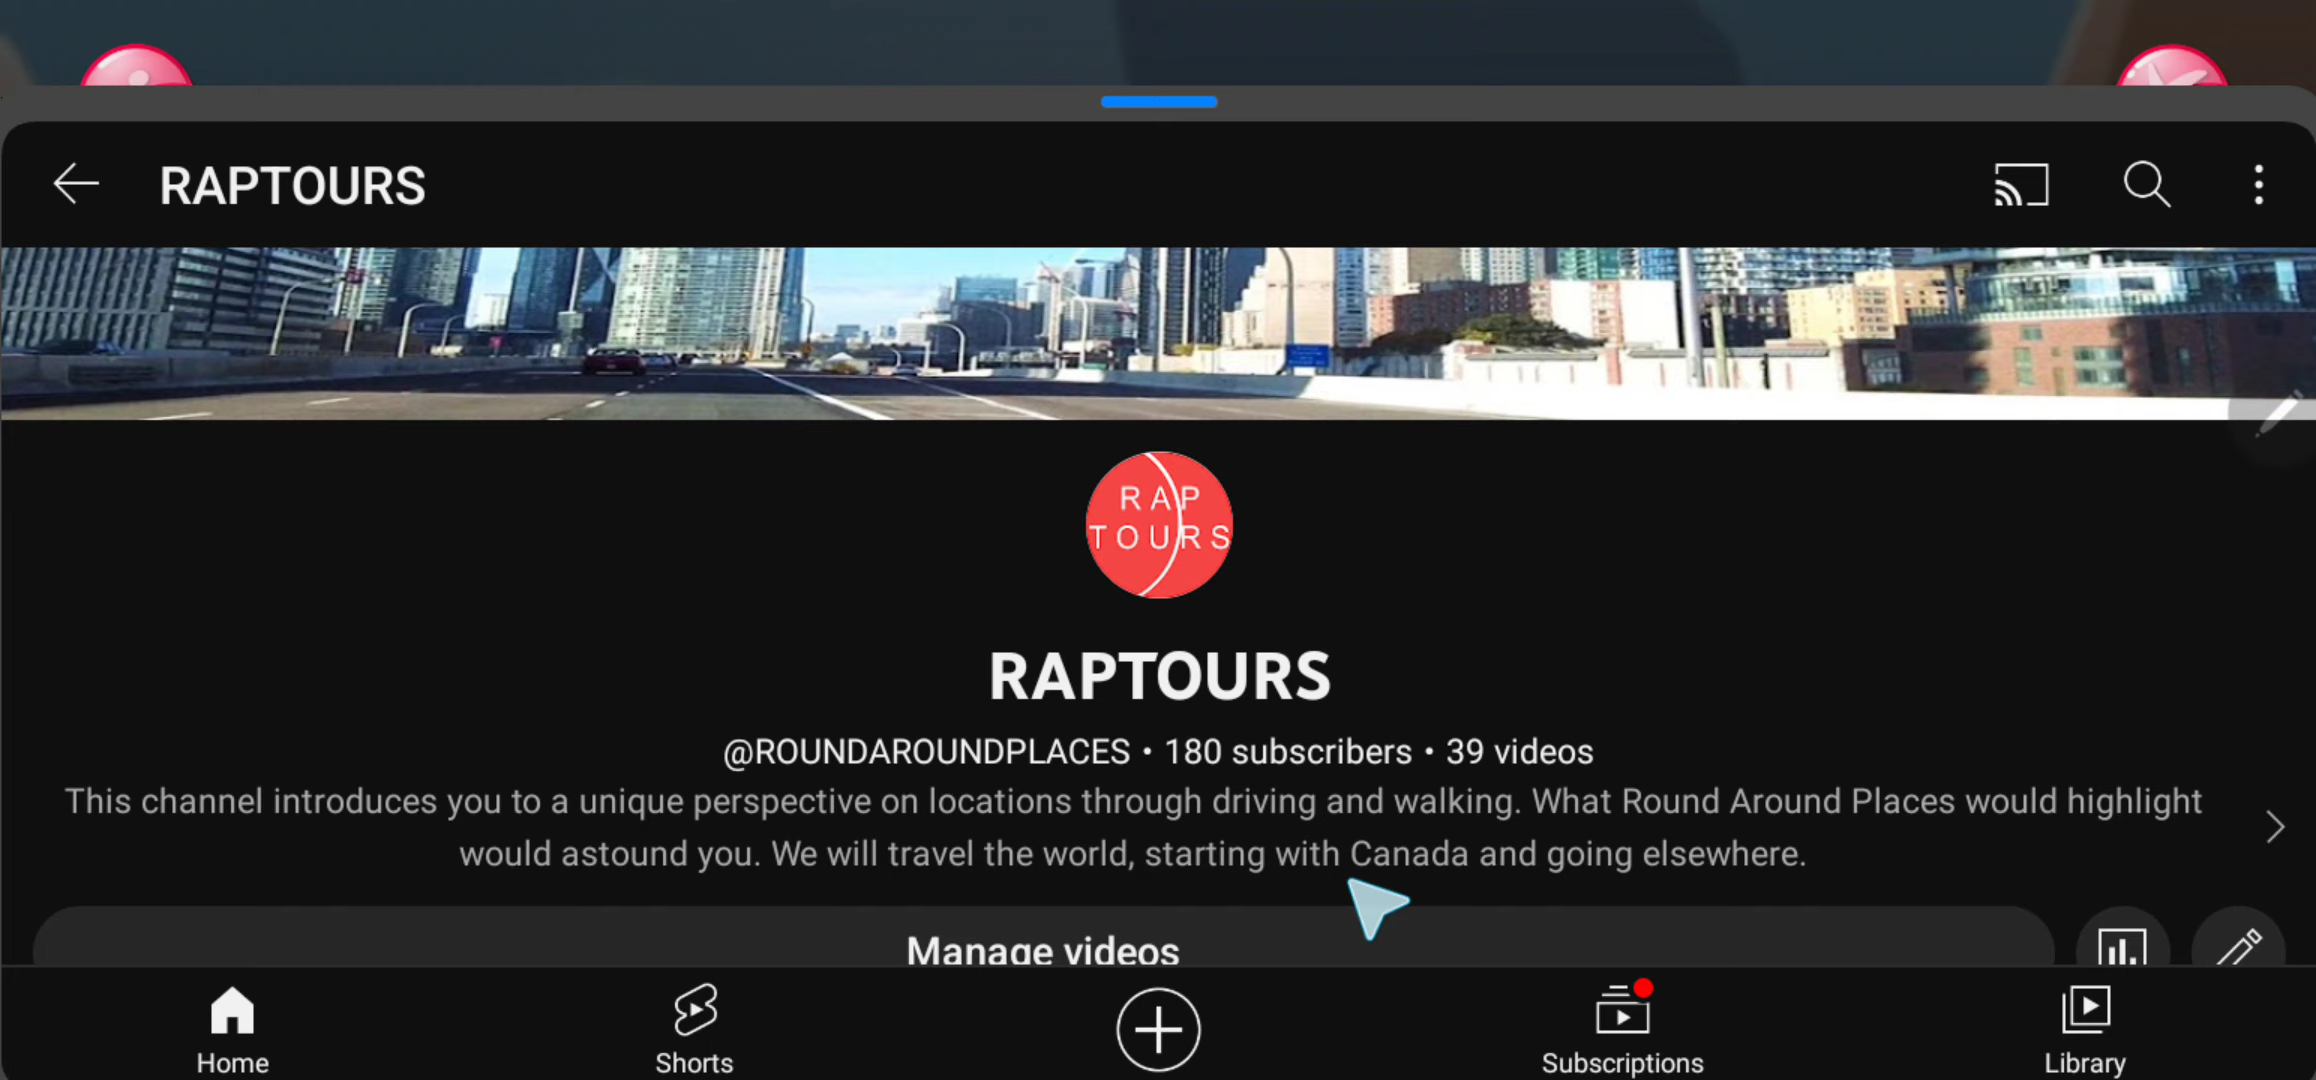 RAPTOURS
RAP
TOURS
RAPTOURS
@ROUNDAROUNDPLACES • 180 subscribers • 39 videos
This channel introduces you to a unique perspective on locations through driving and walking. What Round Around Places would highlight
would astound you. We will travel the world, starting with Canada and going elsewhere.
Manage videos
Home
Shorts
Subscriptions
Library